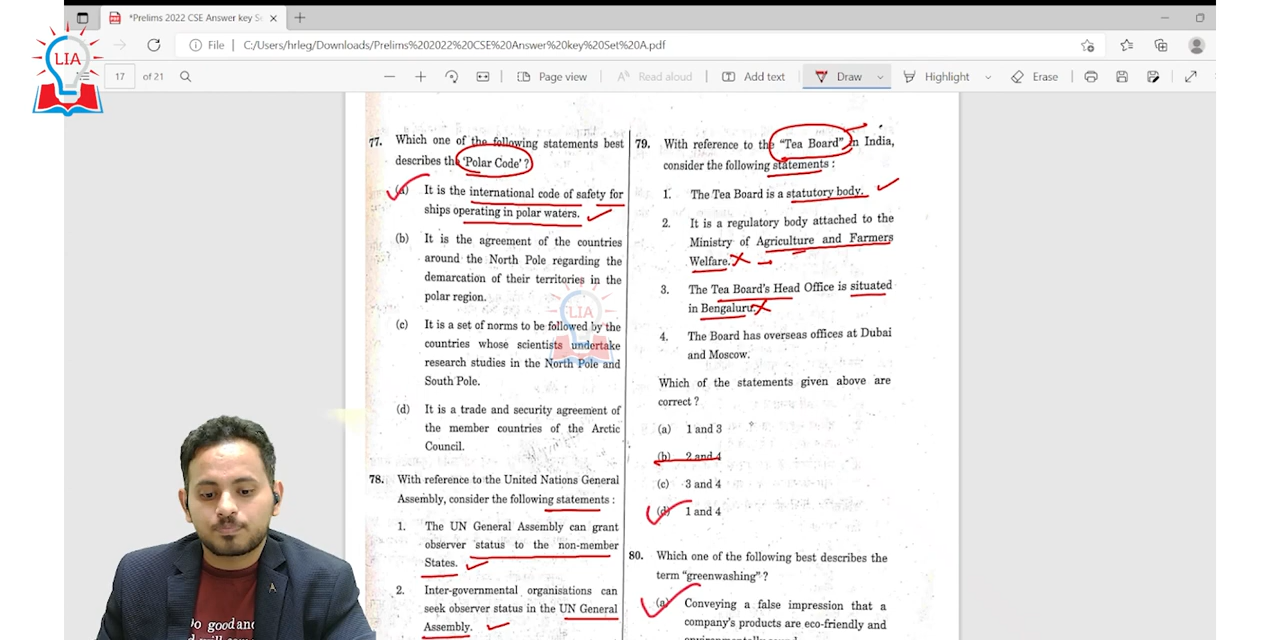 *Prelims 2022 CSE Answer key Se
File
C:/Users/hrleg/Downloads/Prelims%202022%20CSE%20Answer%20key%20Set%20A.pdf
LIA
17
of 21
Page view
Read aloud
Add text
Draw
Highlight
Erase
77. Which one of the following statements best
describes the 'Polar Code'?
(a) It is the international code of safety for
ships operating in polar waters.
(b) It is the agreement of the countries
around the North Pole regarding the
demarcation of their territories in the
polar region.
(c) It is a set of norms to be followed by the
countries whose scientists undertake
research studies in the North Pole and
South Pole.
(d) It is a trade and security agreement of
the member countries of the Arctic
Council.
78. With reference to the United Nations General
Assembly, consider the following statements :
1. The UN General Assembly can grant
observer status to the non-member
States.
2. Inter-governmental organisations can
seek observer status in the UN General
Assembly.
79. With reference to the "Tea Board" in India,
consider the following statements :
1. The Tea Board is a statutory body.
2. It is a regulatory body attached to the
Ministry of Agriculture and Farmers
Welfare.
3. The Tea Board's Head Office is situated
in Bengaluru.
4. The Board has overseas offices at Dubai
and Moscow.
Which of the statements given above are
correct ?
(a) 1 and 3
(b) 2 and 4
(c) 3 and 4
(d) 1 and 4
80. Which one of the following best describes the
term "greenwashing" ?
(a) Conveying a false impression that a
company's products are eco-friendly and
LIA
Do good and